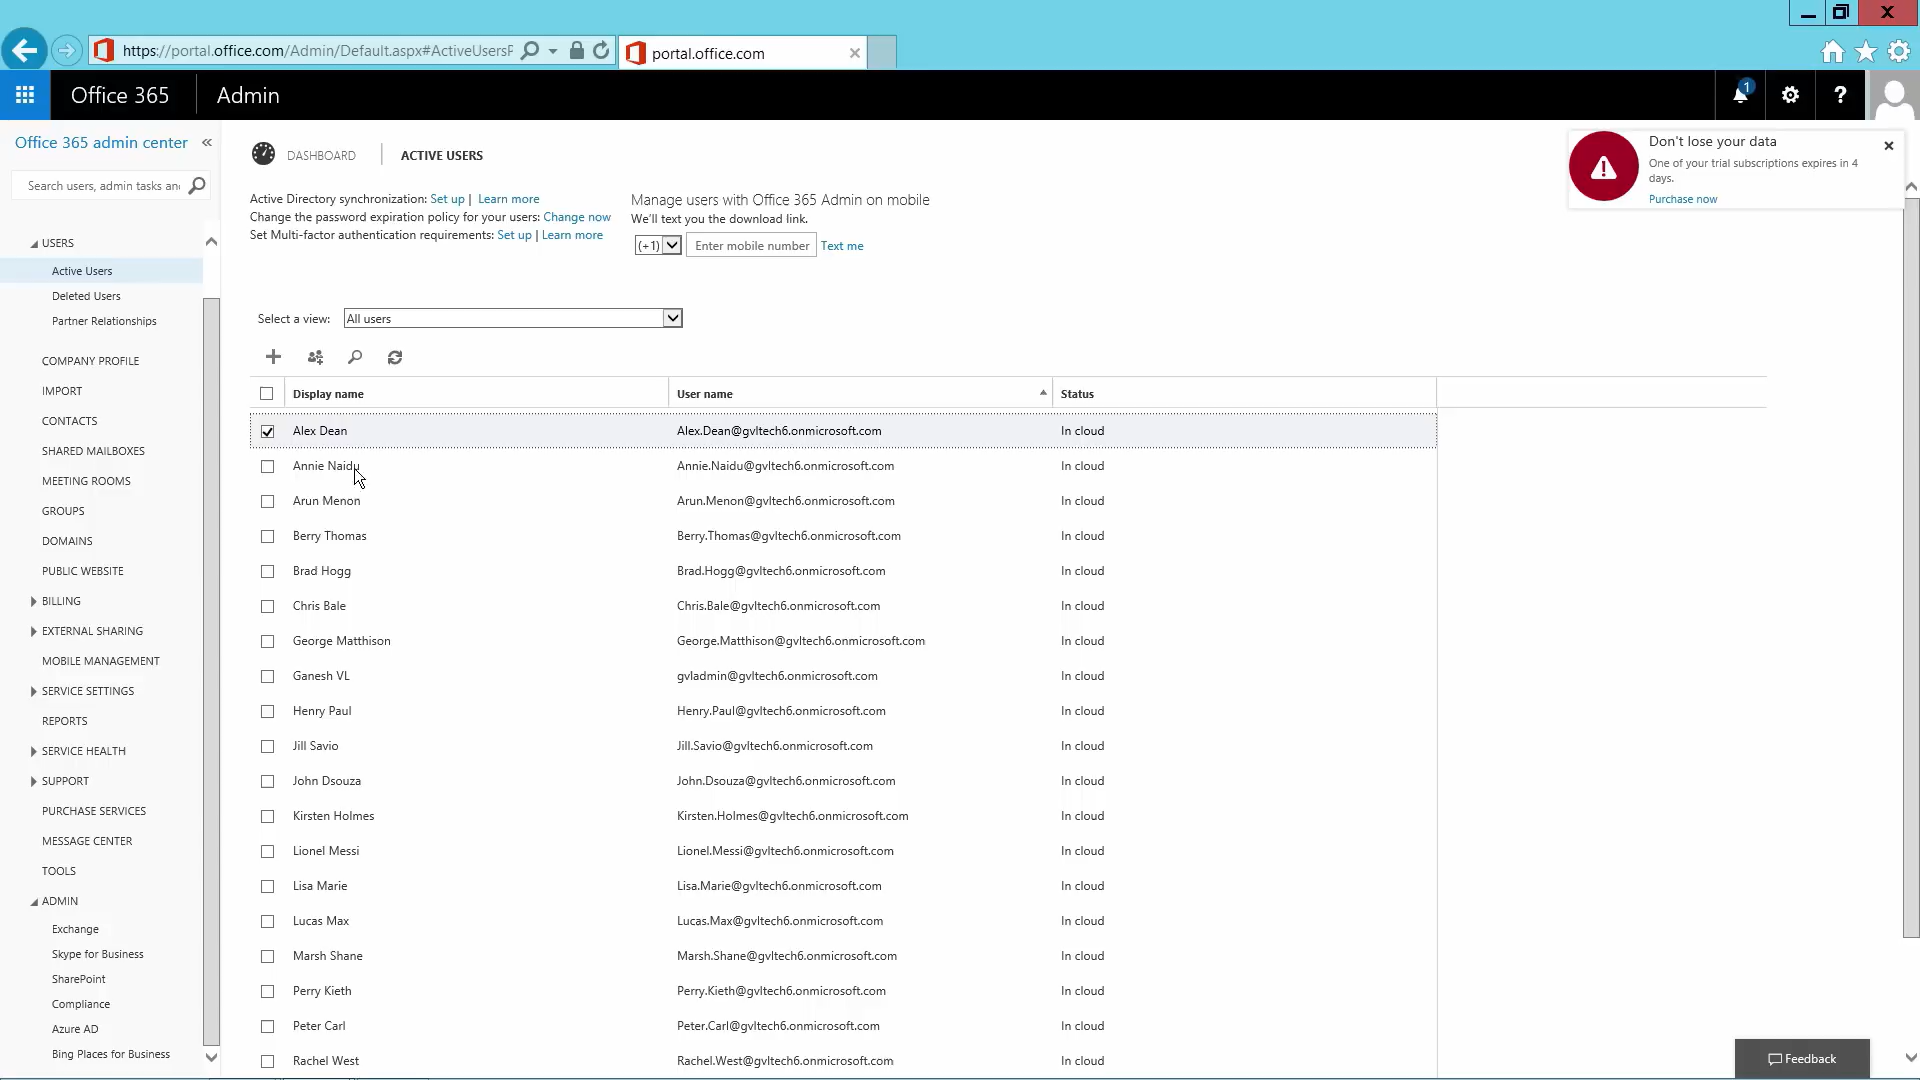 https://portal.office.com/Admin/Default.aspx#ActiveUsersP
portal.office.com
Office 365
Admin
1
?
Office 365 admin center
«
Search users, admin tasks and
USERS
Active Users
Deleted Users
Partner Relationships
COMPANY PROFILE
IMPORT
CONTACTS
SHARED MAILBOXES
MEETING ROOMS
GROUPS
DOMAINS
PUBLIC WEBSITE
BILLING
EXTERNAL SHARING
MOBILE MANAGEMENT
SERVICE SETTINGS
REPORTS
SERVICE HEALTH
SUPPORT
PURCHASE SERVICES
MESSAGE CENTER
TOOLS
ADMIN
Exchange
Skype for Business
SharePoint
Compliance
Azure AD
Bing Places for Business
DASHBOARD
ACTIVE USERS
Active Directory synchronization: Set up | Learn more
Change the password expiration policy for your users: Change now
Set Multi-factor authentication requirements: Set up | Learn more
Manage users with Office 365 Admin on mobile
We'll text you the download link.
(+1) Enter mobile number Text me
Don't lose your data
One of your trial subscriptions expires in 4
days.
Purchase now
Select a view: All users
Display name User name Status
Alex Dean Alex.Dean@gvltech6.onmicrosoft.com In cloud
Annie Naidu Annie.Naidu@gvltech6.onmicrosoft.com In cloud
Arun Menon Arun.Menon@gvltech6.onmicrosoft.com In cloud
Berry Thomas Berry.Thomas@gvltech6.onmicrosoft.com In cloud
Brad Hogg Brad.Hogg@gvltech6.onmicrosoft.com In cloud
Chris Bale Chris.Bale@gvltech6.onmicrosoft.com In cloud
George Matthison George.Matthison@gvltech6.onmicrosoft.com In cloud
Ganesh VL gvladmin@gvltech6.onmicrosoft.com In cloud
Henry Paul Henry.Paul@gvltech6.onmicrosoft.com In cloud
Jill Savio Jill.Savio@gvltech6.onmicrosoft.com In cloud
John Dsouza John.Dsouza@gvltech6.onmicrosoft.com In cloud
Kirsten Holmes Kirsten.Holmes@gvltech6.onmicrosoft.com In cloud
Lionel Messi Lionel.Messi@gvltech6.onmicrosoft.com In cloud
Lisa Marie Lisa.Marie@gvltech6.onmicrosoft.com In cloud
Lucas Max Lucas.Max@gvltech6.onmicrosoft.com In cloud
Marsh Shane Marsh.Shane@gvltech6.onmicrosoft.com In cloud
Perry Kieth Perry.Kieth@gvltech6.onmicrosoft.com In cloud
Peter Carl Peter.Carl@gvltech6.onmicrosoft.com In cloud
Rachel West Rachel.West@gvltech6.onmicrosoft.com In cloud
Feedback